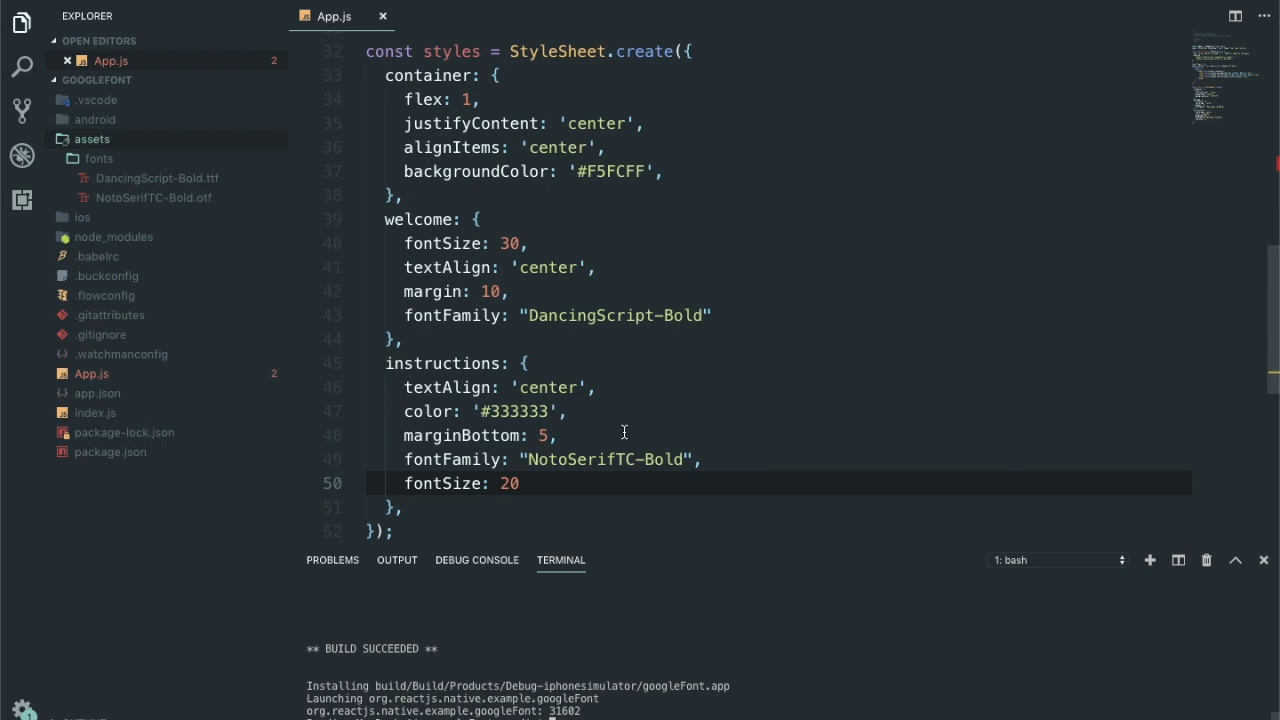 EXPLORER
OPEN EDITORS
App.js 2
GOOGLEFONT
.vscode
android
assets
fonts
DancingScript-Bold.ttf
NotoSerifTC-Bold.otf
ios
node_modules
.babelrc
.buckconfig
.flowconfig
.gitattributes
.gitignore
.watchmanconfig
App.js 2
app.json
index.js
package-lock.json
package.json
App.js
32 const styles = StyleSheet.create({
33 container: {
34 flex: 1,
35 justifyContent: 'center',
36 alignItems: 'center',
37 backgroundColor: '#F5FCFF',
38 },
39 welcome: {
40 fontSize: 30,
41 textAlign: 'center',
42 margin: 10,
43 fontFamily: "DancingScript-Bold"
44 },
45 instructions: {
46 textAlign: 'center',
47 color: '#333333',
48 marginBottom: 5,
49 fontFamily: "NotoSerifTC-Bold",
50 fontSize: 20
51 },
52 });
PROBLEMS OUTPUT DEBUG CONSOLE TERMINAL 1: bash
** BUILD SUCCEEDED **
Installing build/Build/Products/Debug-iphonesimulator/googleFont.app
Launching org.reactjs.native.example.googleFont
org.reactjs.native.example.googleFont: 31602